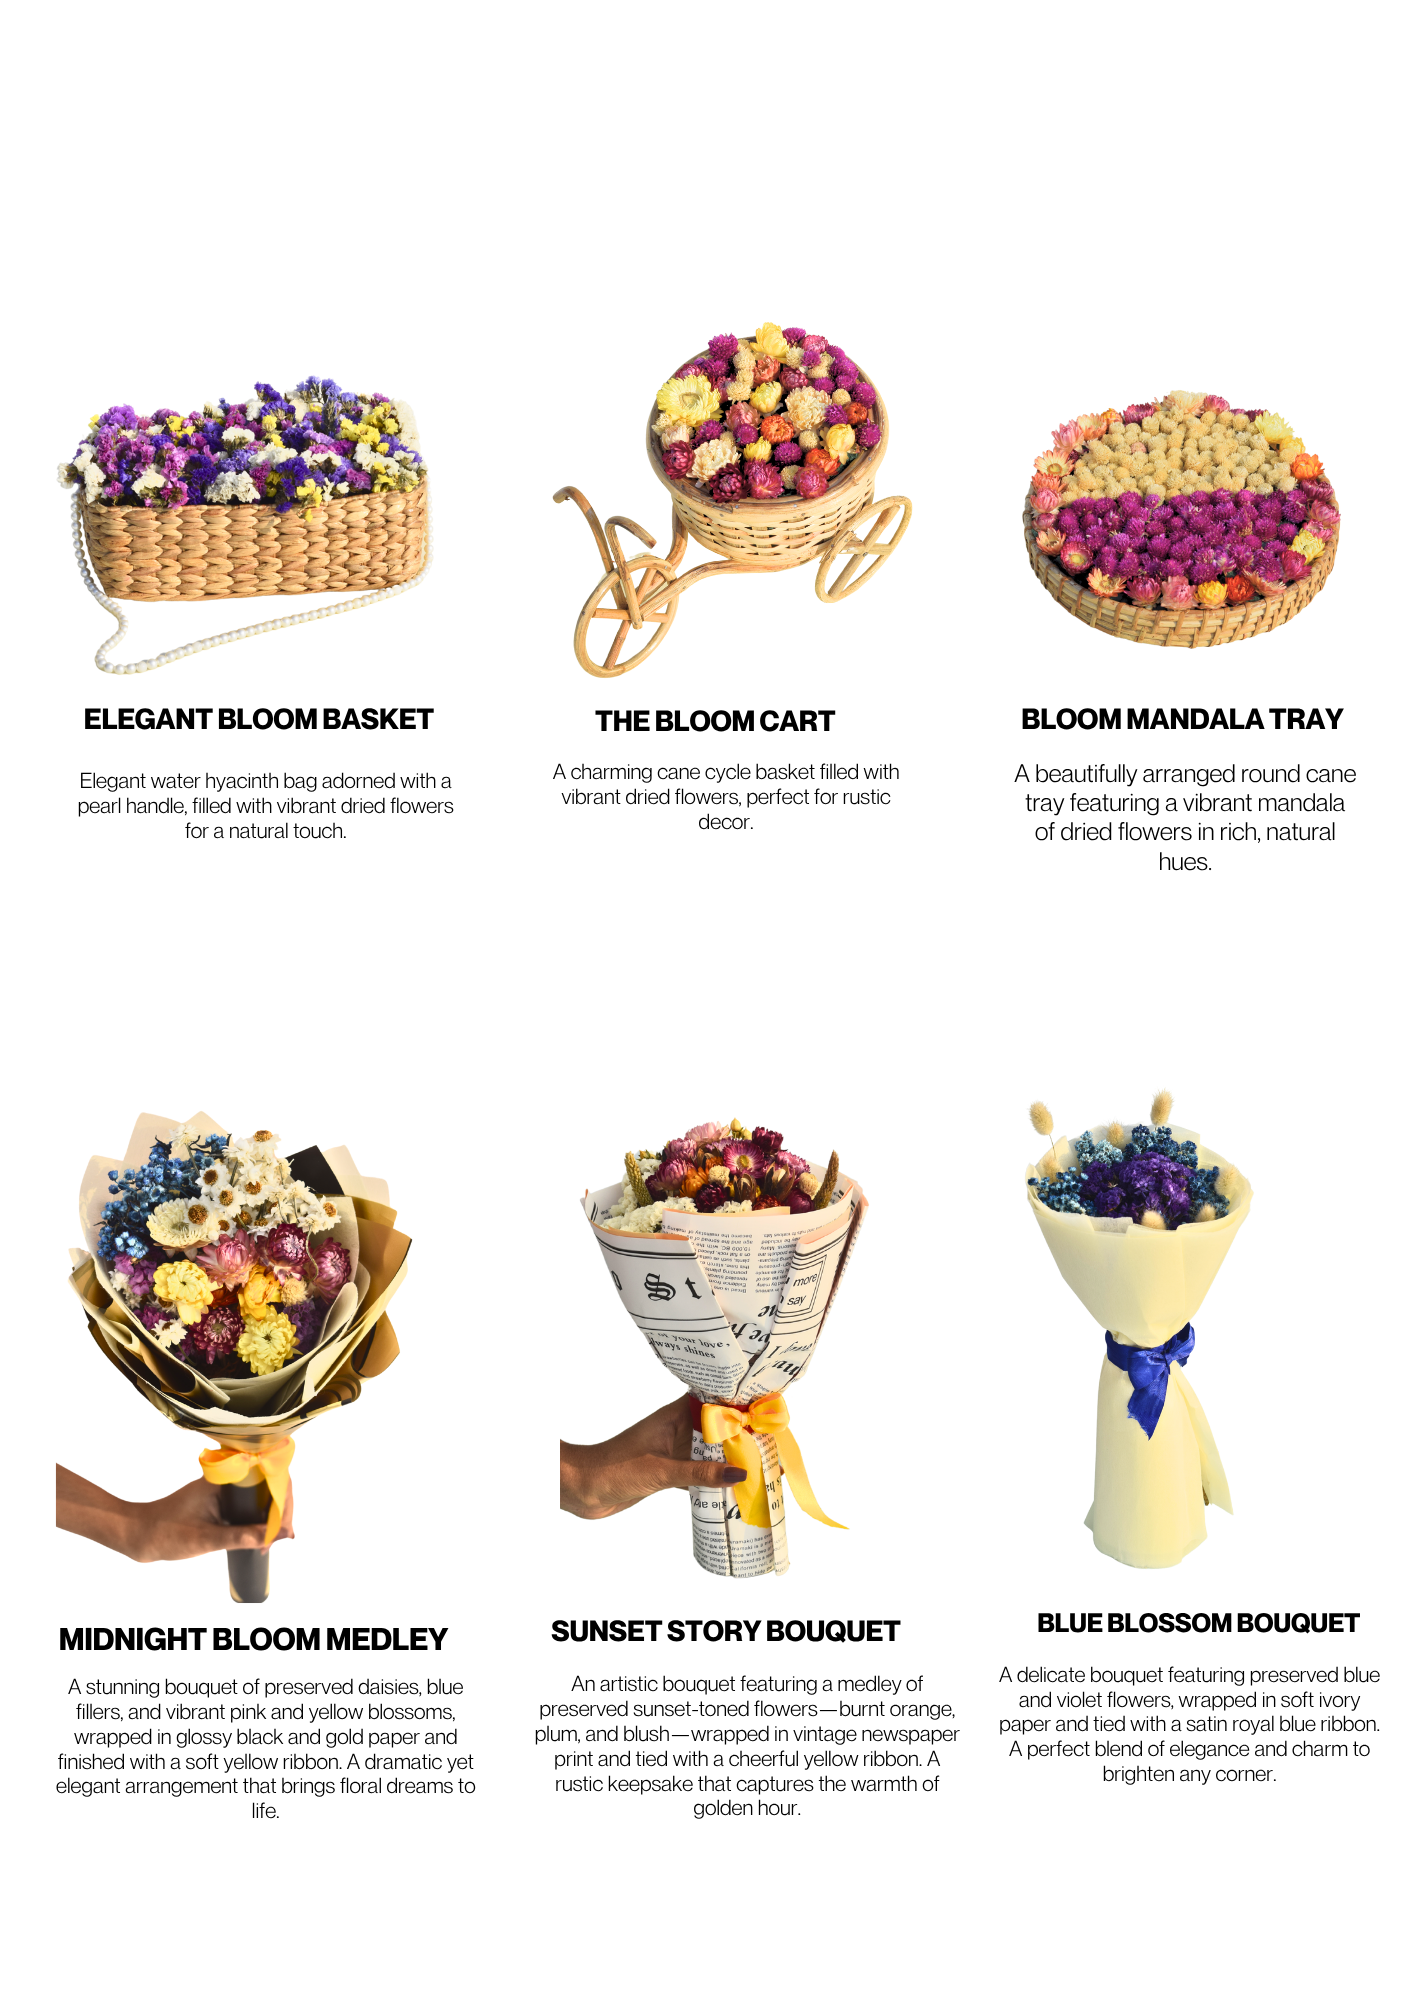 ELEGANT BLOOM BASKET
Elegant water hyacinth bag adorned with a
pearl handle, filled with vibrant dried flowers
for a natural touch.
THE BLOOM CART
A charming cane cycle basket filled with
vibrant dried flowers, perfect for rustic
decor.
BLOOM MANDALA TRAY
A beautifully arranged round cane
tray featuring a vibrant mandala
of dried flowers in rich, natural
hues.
St
more
say
of your love,
always shines
MIDNIGHT BLOOM MEDLEY
A stunning bouquet of preserved daisies, blue
fillers, and vibrant pink and yellow blossoms,
wrapped in glossy black and gold paper and
finished with a soft yellow ribbon. A dramatic yet
elegant arrangement that brings floral dreams to
life.
SUNSET STORY BOUQUET
An artistic bouquet featuring a medley of
preserved sunset-toned flowers—burnt orange,
plum, and blush—wrapped in vintage newspaper
print and tied with a cheerful yellow ribbon. A
rustic keepsake that captures the warmth of
golden hour.
BLUE BLOSSOM BOUQUET
A delicate bouquet featuring preserved blue
and violet flowers, wrapped in soft ivory
paper and tied with a satin royal blue ribbon.
A perfect blend of elegance and charm to
brighten any corner.